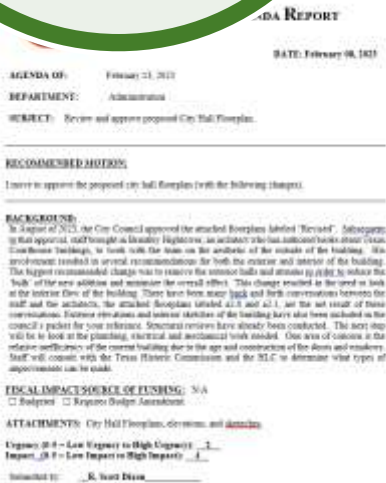 DA REPORT
DATE: February 08, 2023
AGENDA OF: February 23, 2023
DEPARTMENT: Administration
SUBJECT: Review and approve proposed City Hall Floorplan.
RECOMMENDED MOTION:
I move to approve the proposed city hall floorplan (with the following changes).
BACKGROUND:
In August of 2022, the City Council approved the attached floorplans labeled "Revised". Subsequent
to that approval, staff brought in Brantley Hightower, an architect who has authored books about Texas
Courthouse buildings, to work with the team on the aesthetic of the outside of the building. His
involvement resulted in several recommendations for both the exterior and interior of the building.
The biggest recommended change was to remove the exterior halls and atriums in order to reduce the
'bulk' of the new addition and minimize the overall effect. This change resulted in the need to look
at the interior flow of the building. There have been many back and forth conversations between the
staff and the architects, the attached floorplans labeled a1.0 and a1.1, are the net result of these
conversations. Exterior elevations and interior sketches of the building have also been included in the
council's packet for your reference. Structural reviews have already been conducted. The next step
will be to look at the plumbing, electrical and mechanical work needed. One area of concern is the
relative inefficiency of the current building due to the age and construction of the doors and windows.
Staff will consult with the Texas Historic Commission and the HLC to determine what types of
improvements can be made.
FISCAL IMPACT/SOURCE OF FUNDING: N/A
☐ Budgeted ☐ Requires Budget Amendment
ATTACHMENTS: City Hall Floorplans, elevations, and sketches
Urgency (0-5 = Low Urgency to High Urgency): 2
Impact (0-5 = Low Impact to High Impact): 4
Submitted by: E. Scott Dixon